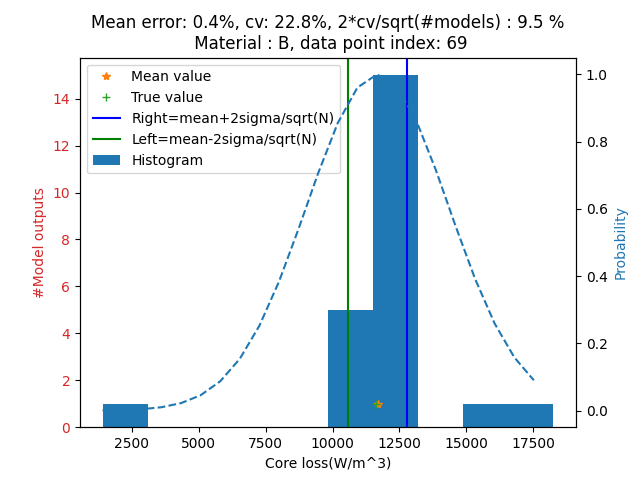 Mean error: 0.4%, cv: 22.8%, 2*cv/sqrt(#models) : 9.5 %
Material : B, data point index: 69
Mean value
True value
Right=mean+2sigma/sqrt(N)
Left=mean-2sigma/sqrt(N)
Histogram
#Model outputs
14
12
10
8
6
4
2
0
1.0
0.8
0.6
0.4
0.2
0.0
Probability
2500
5000
7500
10000
12500
15000
17500
Core loss(W/m^3)